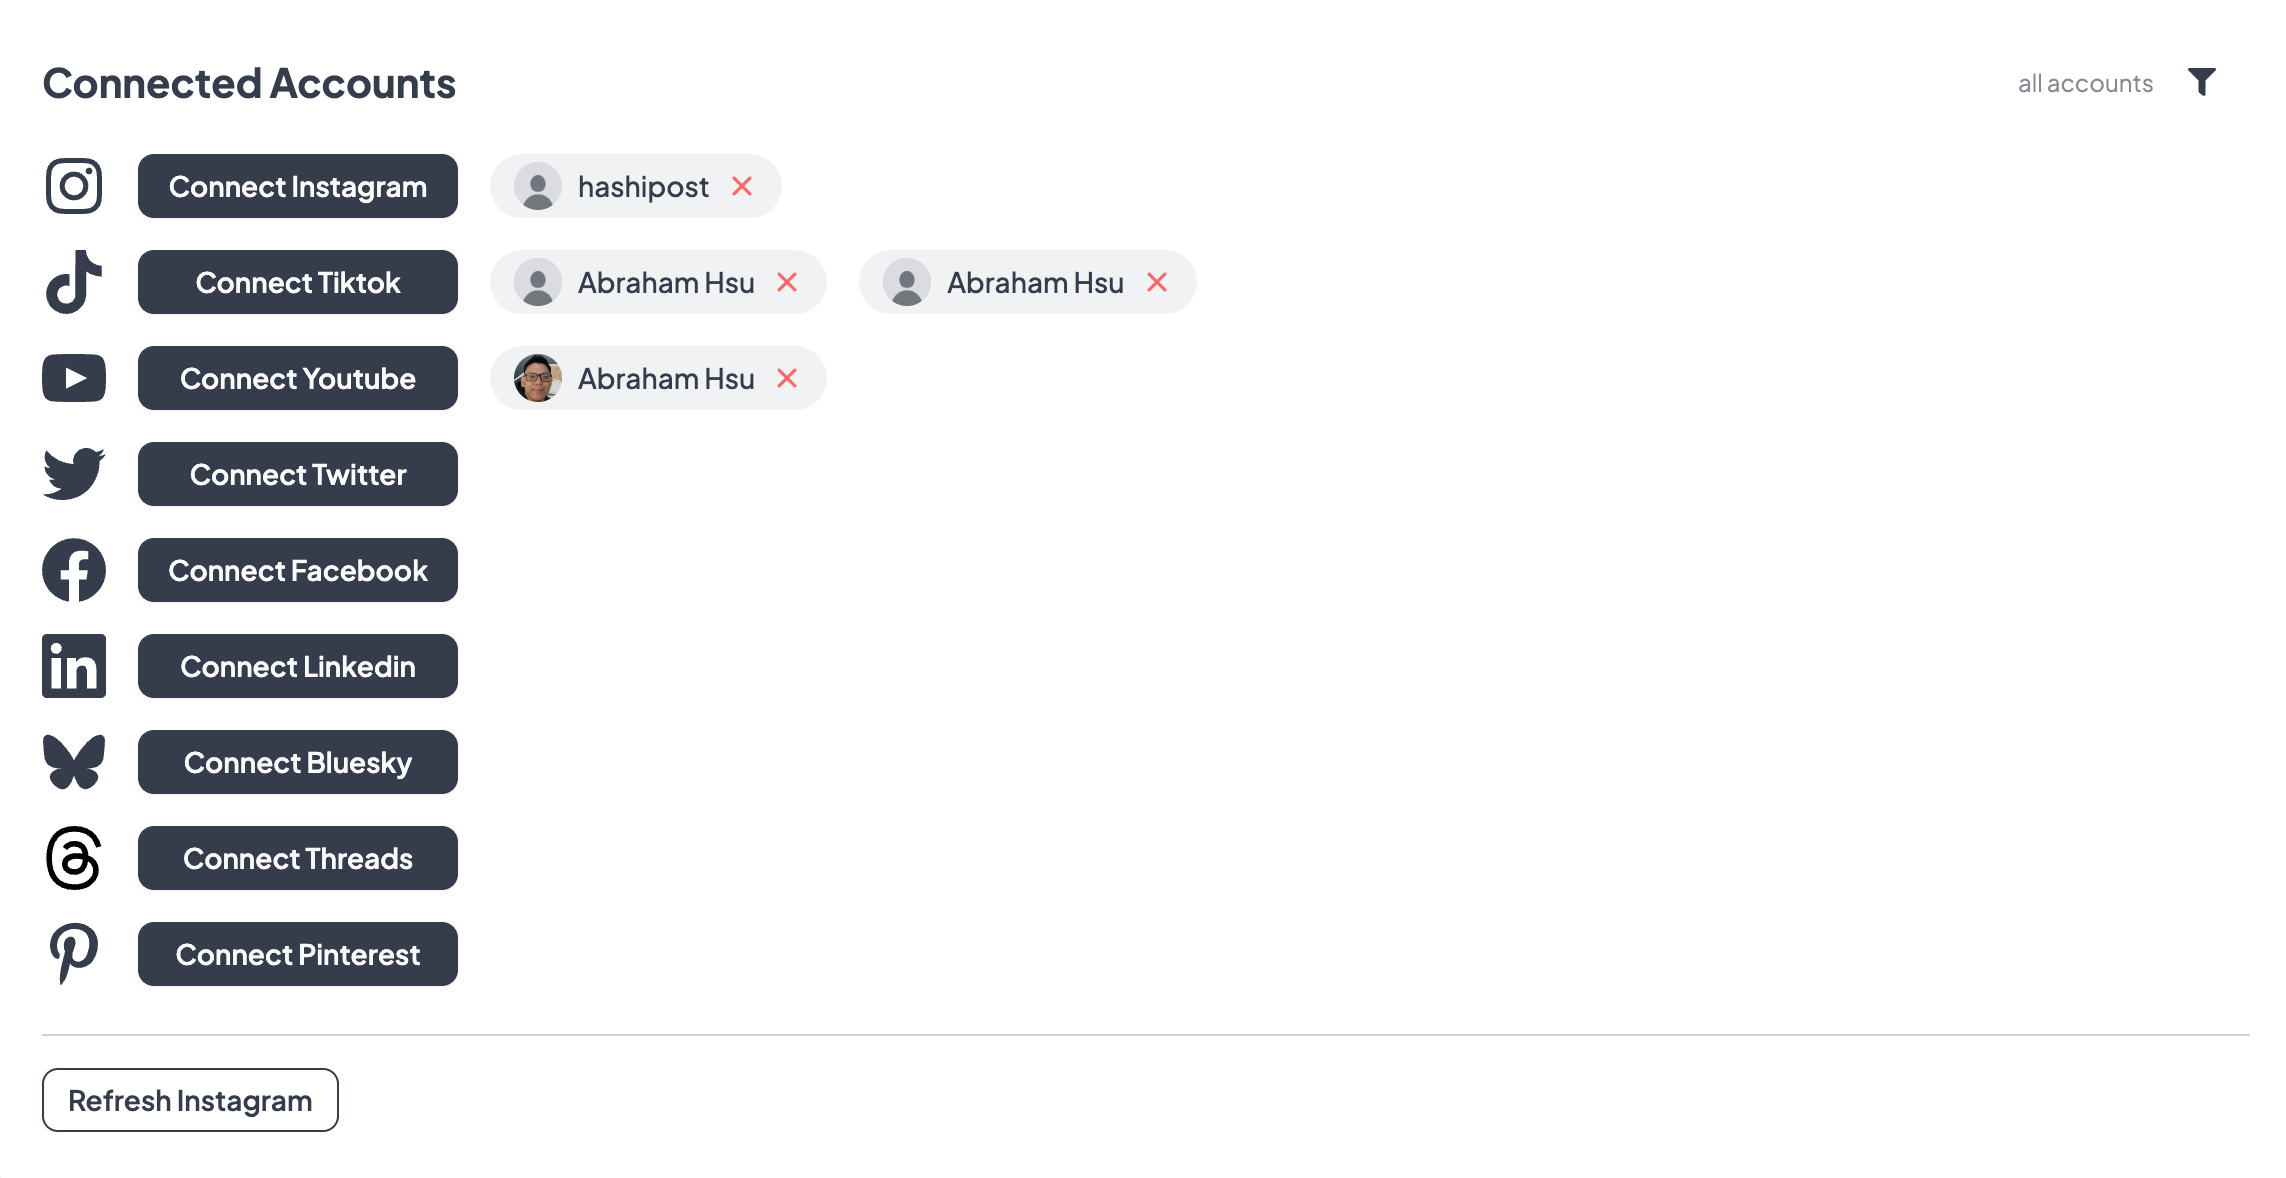 Connected Accounts
all accounts
Connect Instagram
hashipost
Connect Tiktok
Abraham Hsu
Abraham Hsu
Connect Youtube
Abraham Hsu
Connect Twitter
Connect Facebook
in
Connect Linkedin
Connect Bluesky
Connect Threads
Connect Pinterest
Refresh Instagram